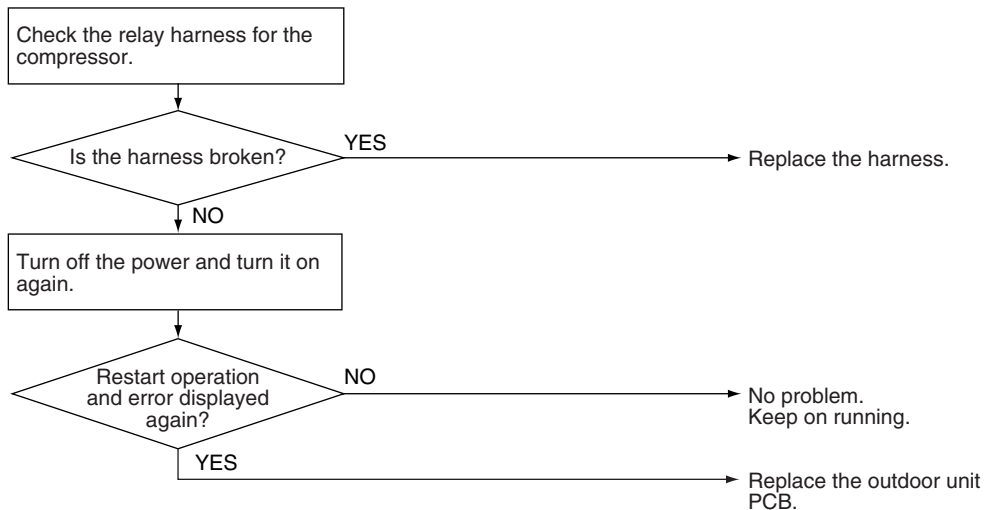 Check the relay harness for the
compressor.
Is the harness broken?
YES
Replace the harness.
NO
Turn off the power and turn it on
again.
Restart operation
and error displayed
again?
NO
No problem.
Keep on running.
YES
Replace the outdoor unit
PCB.